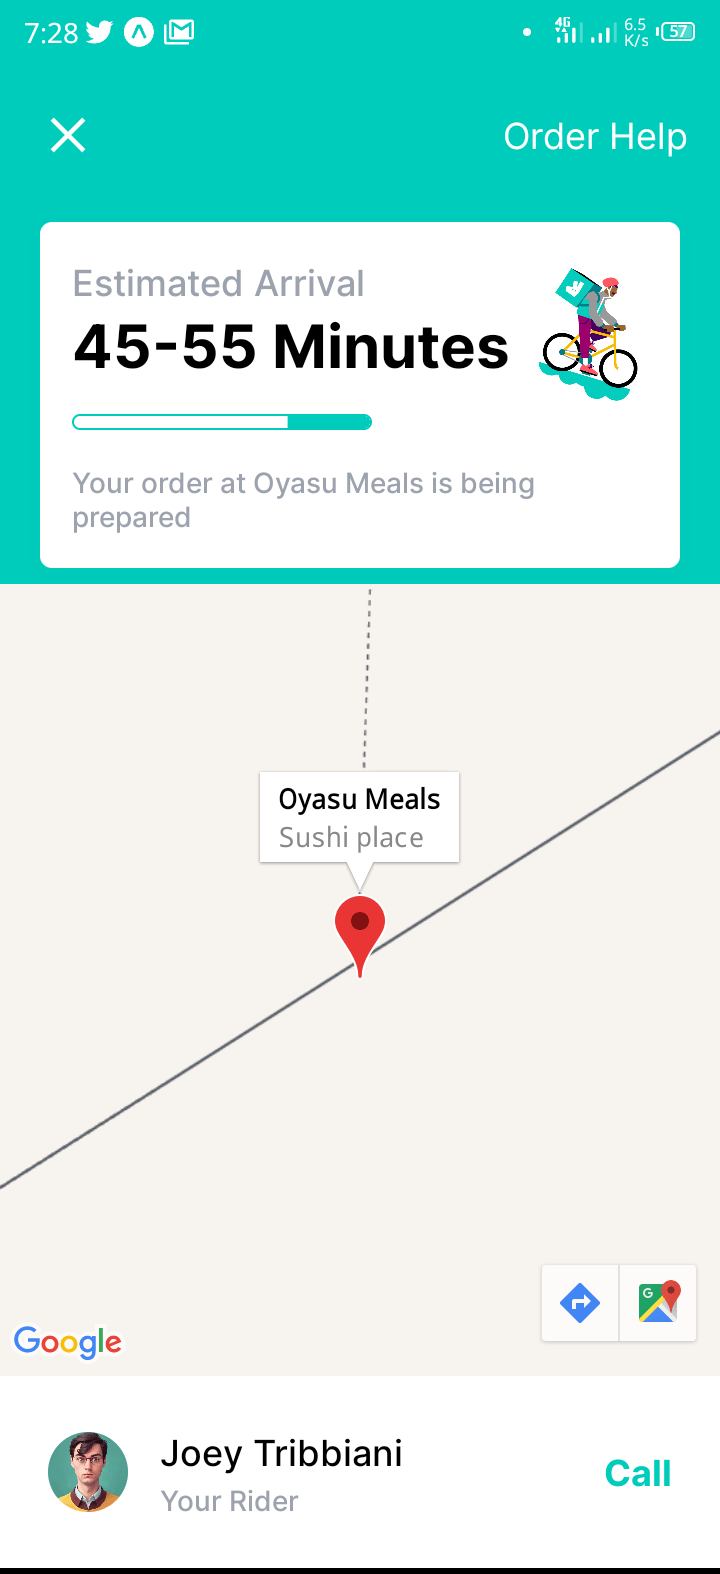 7:28
4G
6.5
K/s
57
Order Help
Estimated Arrival
45-55 Minutes
Your order at Oyasu Meals is being
prepared
Oyasu Meals
Sushi place
G
Google
Joey Tribbiani
Your Rider
Call